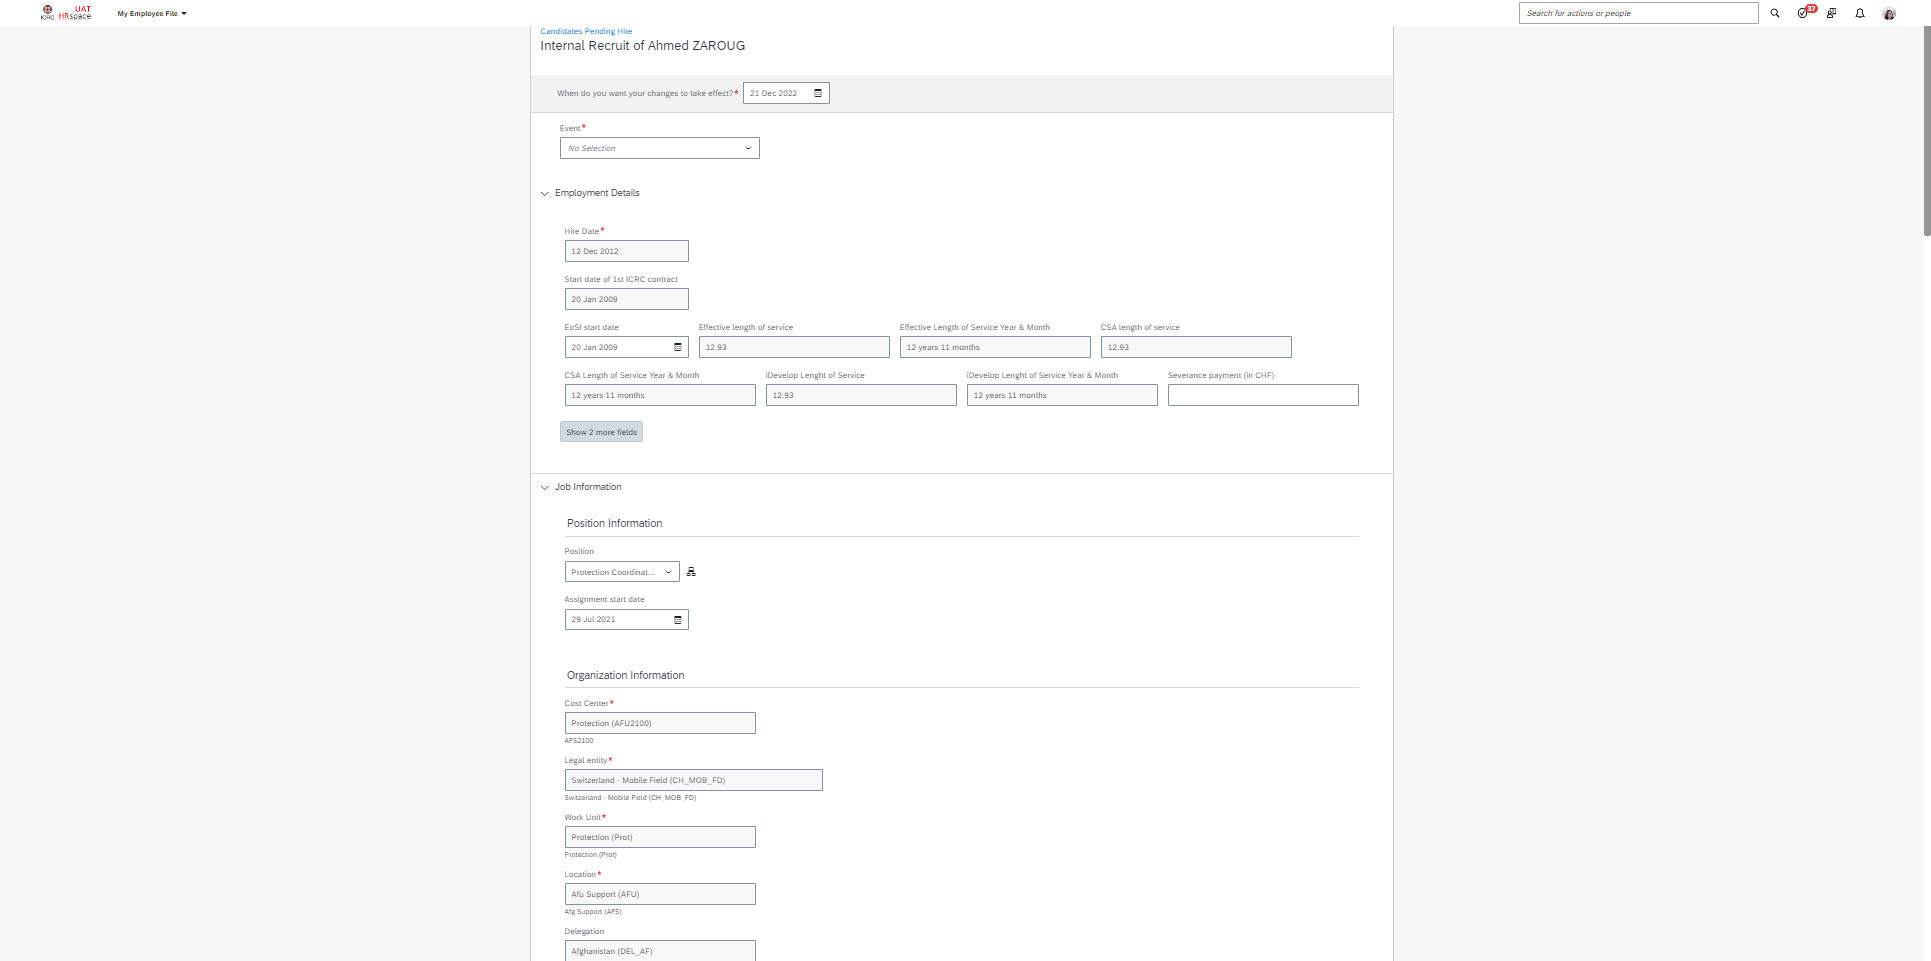 ICRC
UAT
HRspace
My Employee File
Search for actions or people
37
Candidates Pending Hire
Internal Recruit of Ahmed ZAROUG
When do you want your changes to take effect?*
21 Dec 2022
Event*
No Selection
Employment Details
Hire Date*
12 Dec 2012
Start date of 1st ICRC contract
20 Jan 2009
EoSI start date
Effective length of service
Effective Length of Service Year & Month
CSA length of service
20 Jan 2009
12.93
12 years 11 months
12.93
CSA Length of Service Year & Month
iDevelop Lenght of Service
iDevelop Lenght of Service Year & Month
Severance payment (in CHF)
12 years 11 months
12.93
12 years 11 months
Show 2 more fields
Job Information
Position Information
Position
Protection Coordinat...
Assignment start date
29 Jul 2021
Organization Information
Cost Center*
Protection (AFU2100)
AFS2100
Legal entity*
Switzerland - Mobile Field (CH_MOB_FD)
Switzerland - Mobile Field (CH_MOB_FD)
Work Unit*
Protection (Prot)
Protection (Prot)
Location*
Afu Support (AFU)
Afg Support (AFS)
Delegation
Afghanistan (DEL_AF)